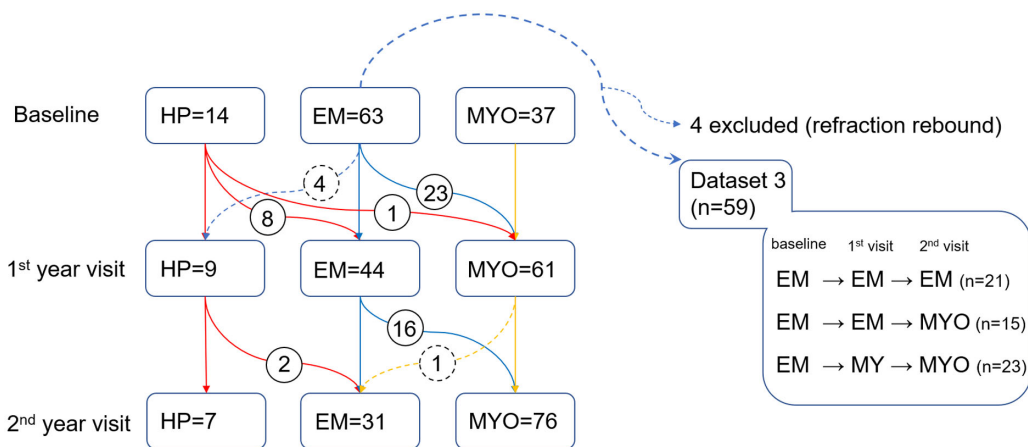 Baseline
HP=14
EM=63
MYO=37
4 excluded (refraction rebound)
4
23
8
1
Dataset 3
(n=59)
1st year visit
HP=9
EM=44
MYO=61
baseline 1st visit 2nd visit
EM → EM → EM (n=21)
EM → EM → MYO (n=15)
EM → MY → MYO (n=23)
16
2
1
2nd year visit
HP=7
EM=31
MYO=76